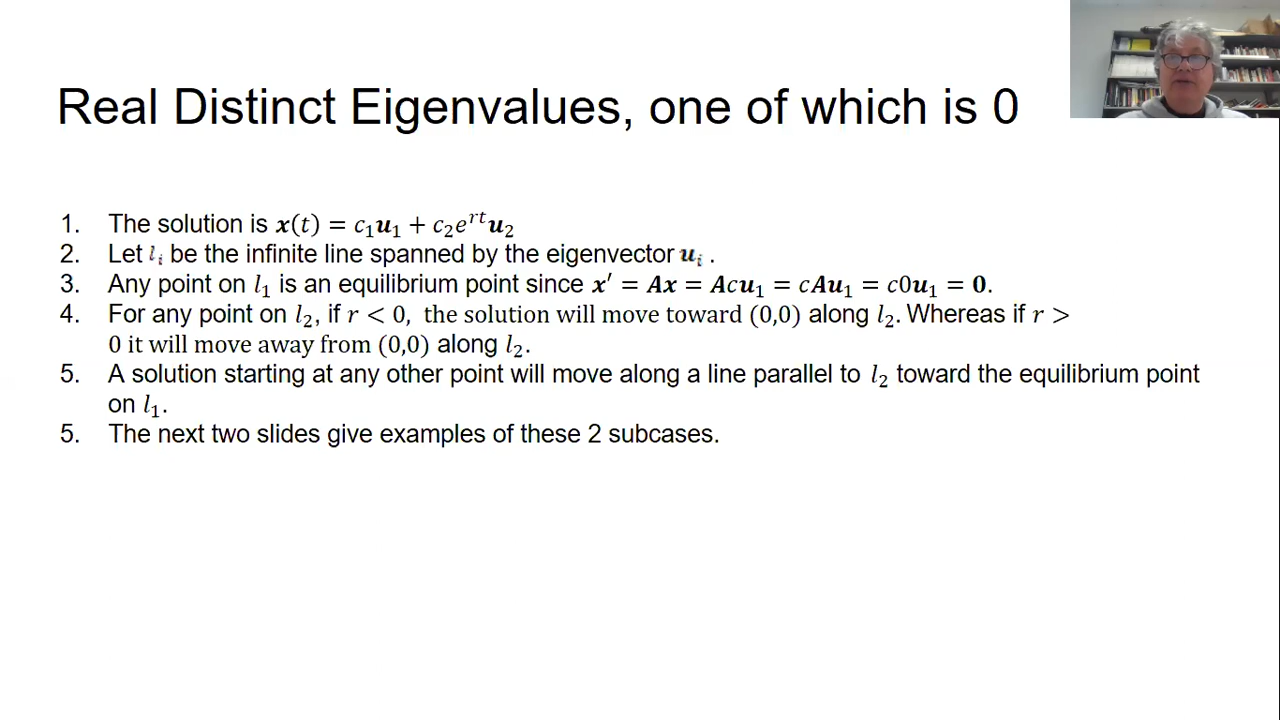 Real Distinct Eigenvalues, one of which is 0
1. The solution is 𝒙(𝑡) = 𝑐₁𝒖₁ + 𝑐₂𝑒^{𝑟𝑡}𝒖₂
2. Let 𝑙ᵢ be the infinite line spanned by the eigenvector 𝒖ᵢ .
3. Any point on 𝑙₁ is an equilibrium point since 𝒙′ = 𝑨𝒙 = 𝑨𝑐𝒖₁ = 𝑐𝑨𝒖₁ = 𝑐0𝒖₁ = 𝟎.
4. For any point on 𝑙₂, if 𝑟 < 0, the solution will move toward (0,0) along 𝑙₂. Whereas if 𝑟 >
0 it will move away from (0,0) along 𝑙₂.
5. A solution starting at any other point will move along a line parallel to 𝑙₂ toward the equilibrium point
on 𝑙₁.
5. The next two slides give examples of these 2 subcases.